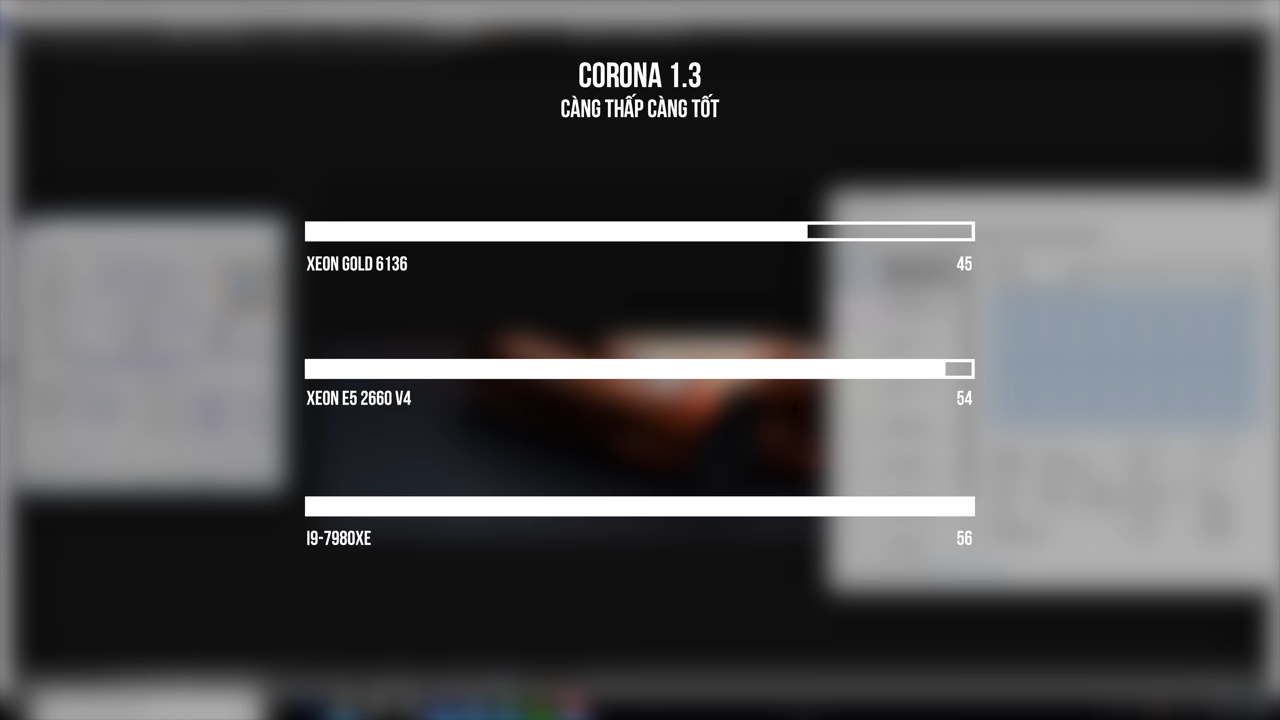 CORONA 1.3
CÀNG THẤP CÀNG TỐT
XEON GOLD 6136 45
XEON E5 2660 V4 54
I9-7980XE 56